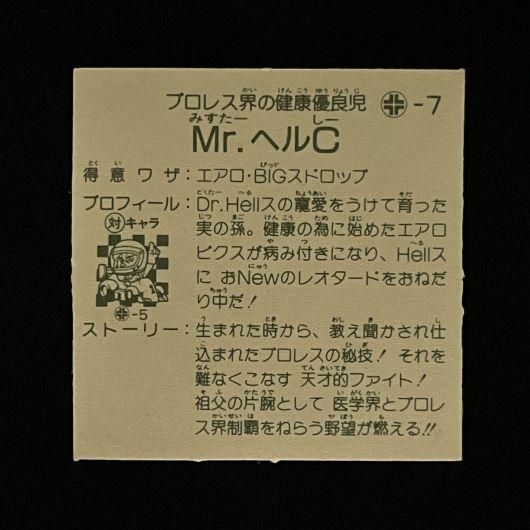 プロレス界の健康優良児 -7
Mr.ヘルC
得意ワザ:エアロ・BIGスドロップ
プロフィール:Dr.Hellスの寵愛をうけて育った
対キャラ
実の孫。健康の為に始めたエアロ
ビクスが病み付きになり、Hellス
に おNewのレオタードをおねだ
り中だ!
-5
ストーリー:生まれた時から、教え聞かされ仕
込まれたプロレスの秘技! それを
難なくこなす 天才的ファイト!
祖父の片腕として 医学界とプロレ
ス界制覇をねらう野望が燃える!!